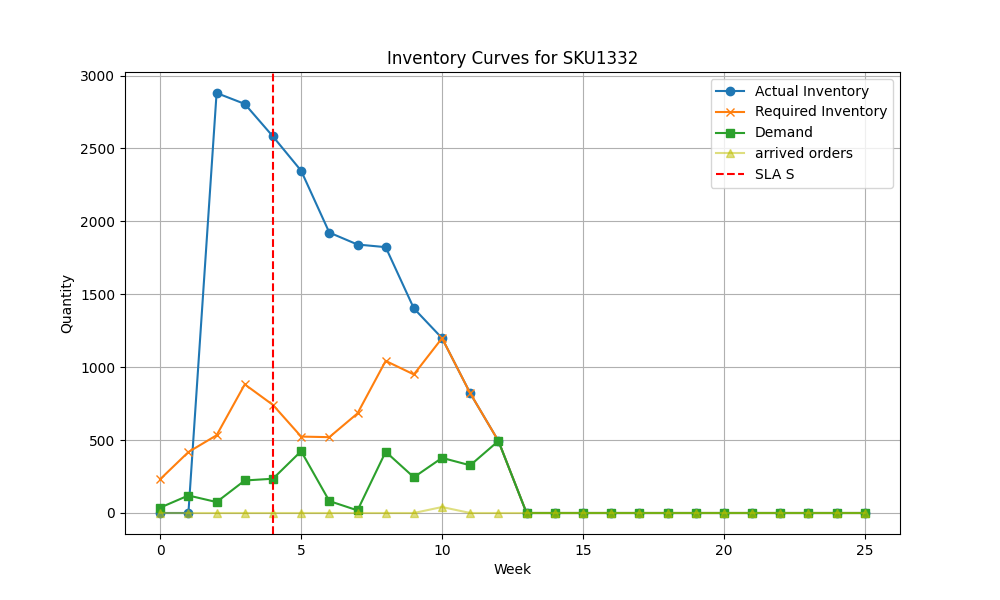 Inventory Curves for SKU1332
Actual Inventory
Required Inventory
Demand
arrived orders
SLA S
Quantity
3000
2500
2000
1500
1000
500
0
0 5 10 15 20 25
Week